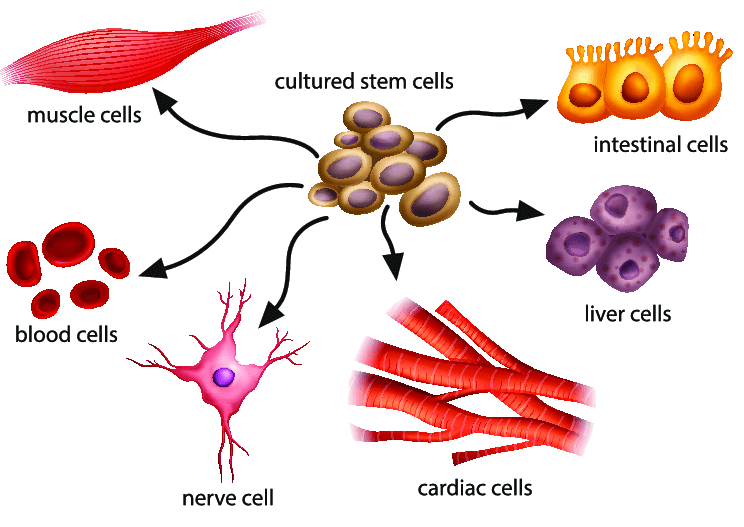 cultured stem cells
muscle cells
intestinal cells
blood cells
liver cells
nerve cell
cardiac cells